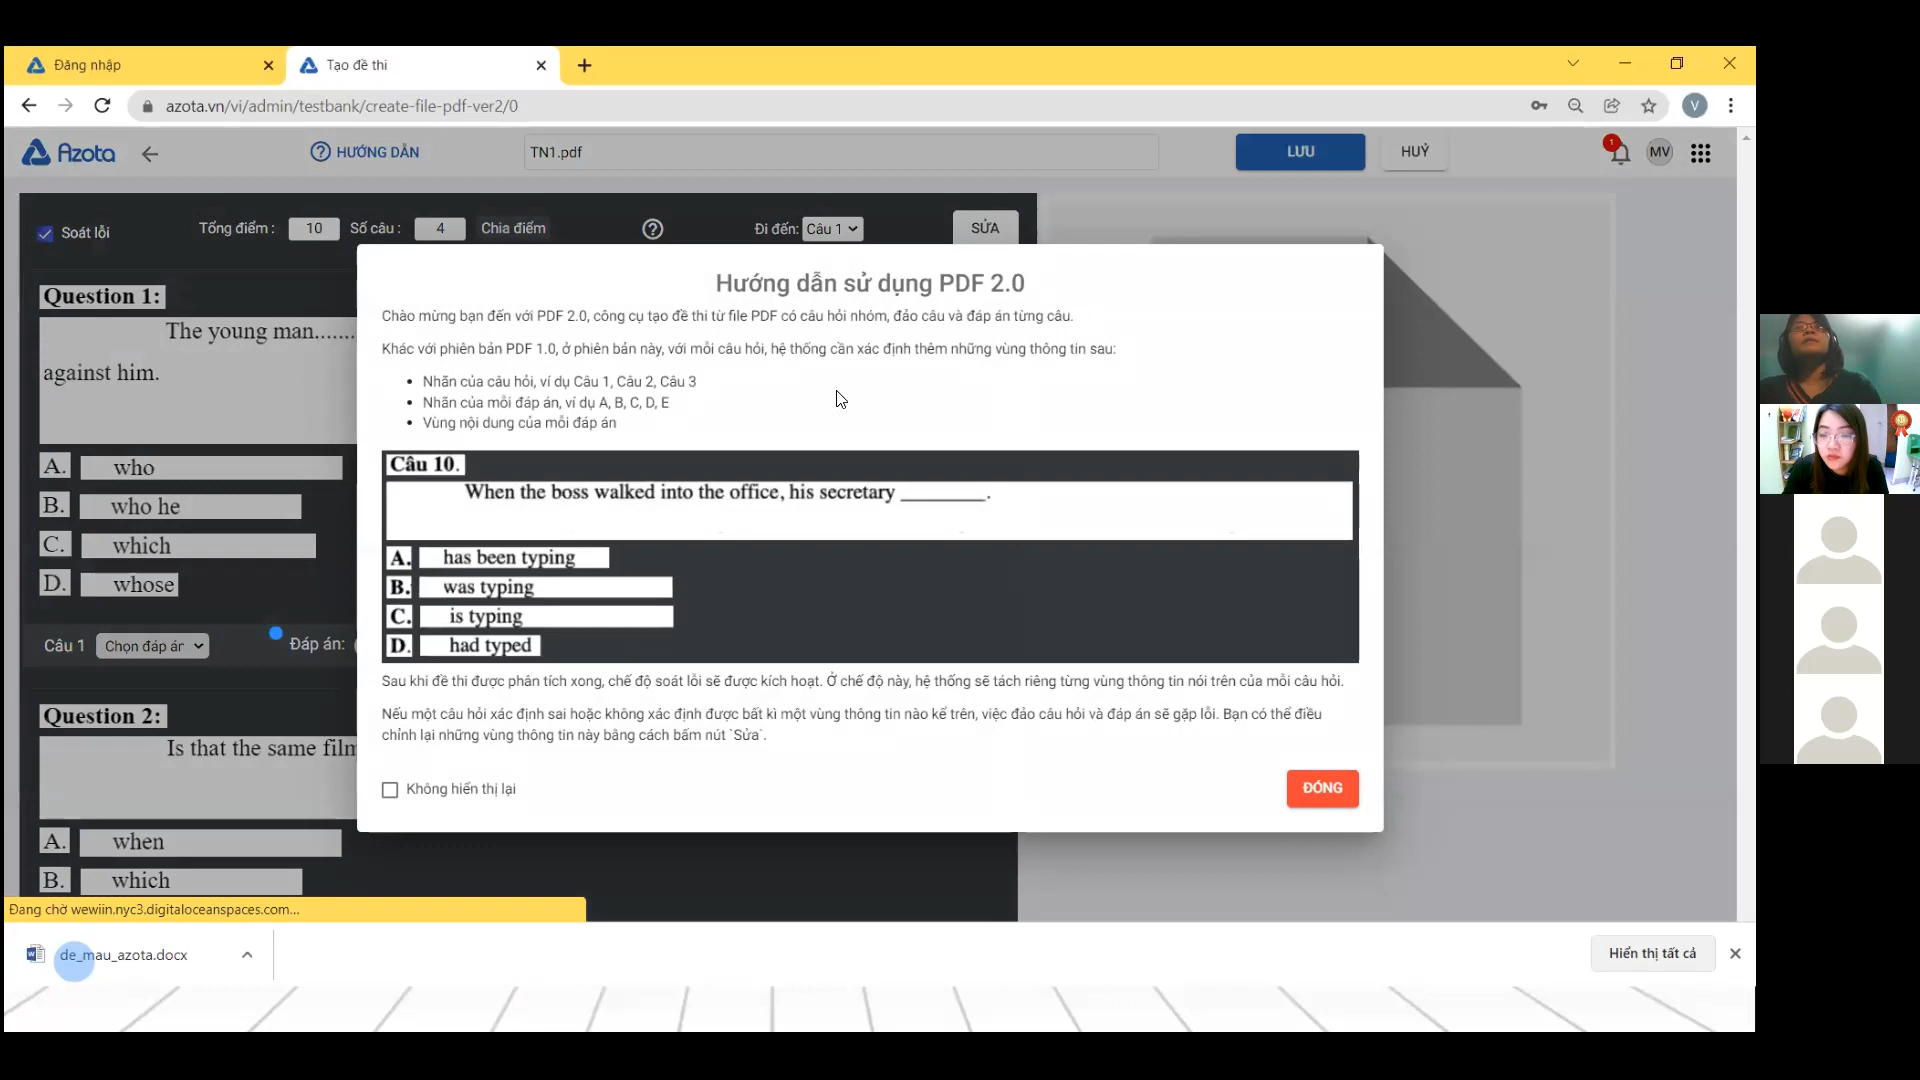 Đăng nhập
Tạo đề thi
azota.vn/vi/admin/testbank/create-file-pdf-ver2/0
V
Azota
HƯỚNG DẪN
TN1.pdf
LƯU
HUỶ
1
MV
Soát lỗi
Tổng điểm :
10
Số câu :
4
Chia điểm
Đi đến:
Câu 1
SỬA
Question 1:
The young man.......
against him.
A. who
B. who he
C. which
D. whose
Câu 1
Chọn đáp án
Đáp án:
Question 2:
Is that the same film
A. when
B. which
Hướng dẫn sử dụng PDF 2.0
Chào mừng bạn đến với PDF 2.0, công cụ tạo đề thi từ file PDF có câu hỏi nhóm, đảo câu và đáp án từng câu.
Khác với phiên bản PDF 1.0, ở phiên bản này, với mỗi câu hỏi, hệ thống cần xác định thêm những vùng thông tin sau:
• Nhãn của câu hỏi, ví dụ Câu 1, Câu 2, Câu 3
• Nhãn của mỗi đáp án, ví dụ A, B, C, D, E
• Vùng nội dung của mỗi đáp án
Câu 10.
When the boss walked into the office, his secretary ________.
A. has been typing
B. was typing
C. is typing
D. had typed
Sau khi đề thi được phân tích xong, chế độ soát lỗi sẽ được kích hoạt. Ở chế độ này, hệ thống sẽ tách riêng từng vùng thông tin nói trên của mỗi câu hỏi.
Nếu một câu hỏi xác định sai hoặc không xác định được bất kì một vùng thông tin nào kể trên, việc đảo câu hỏi và đáp án sẽ gặp lỗi. Bạn có thể điều
chỉnh lại những vùng thông tin này bằng cách bấm nút `Sửa`.
Không hiển thị lại
ĐÓNG
Đang chờ wewiin.nyc3.digitaloceanspaces.com...
de_mau_azota.docx
Hiển thị tất cả